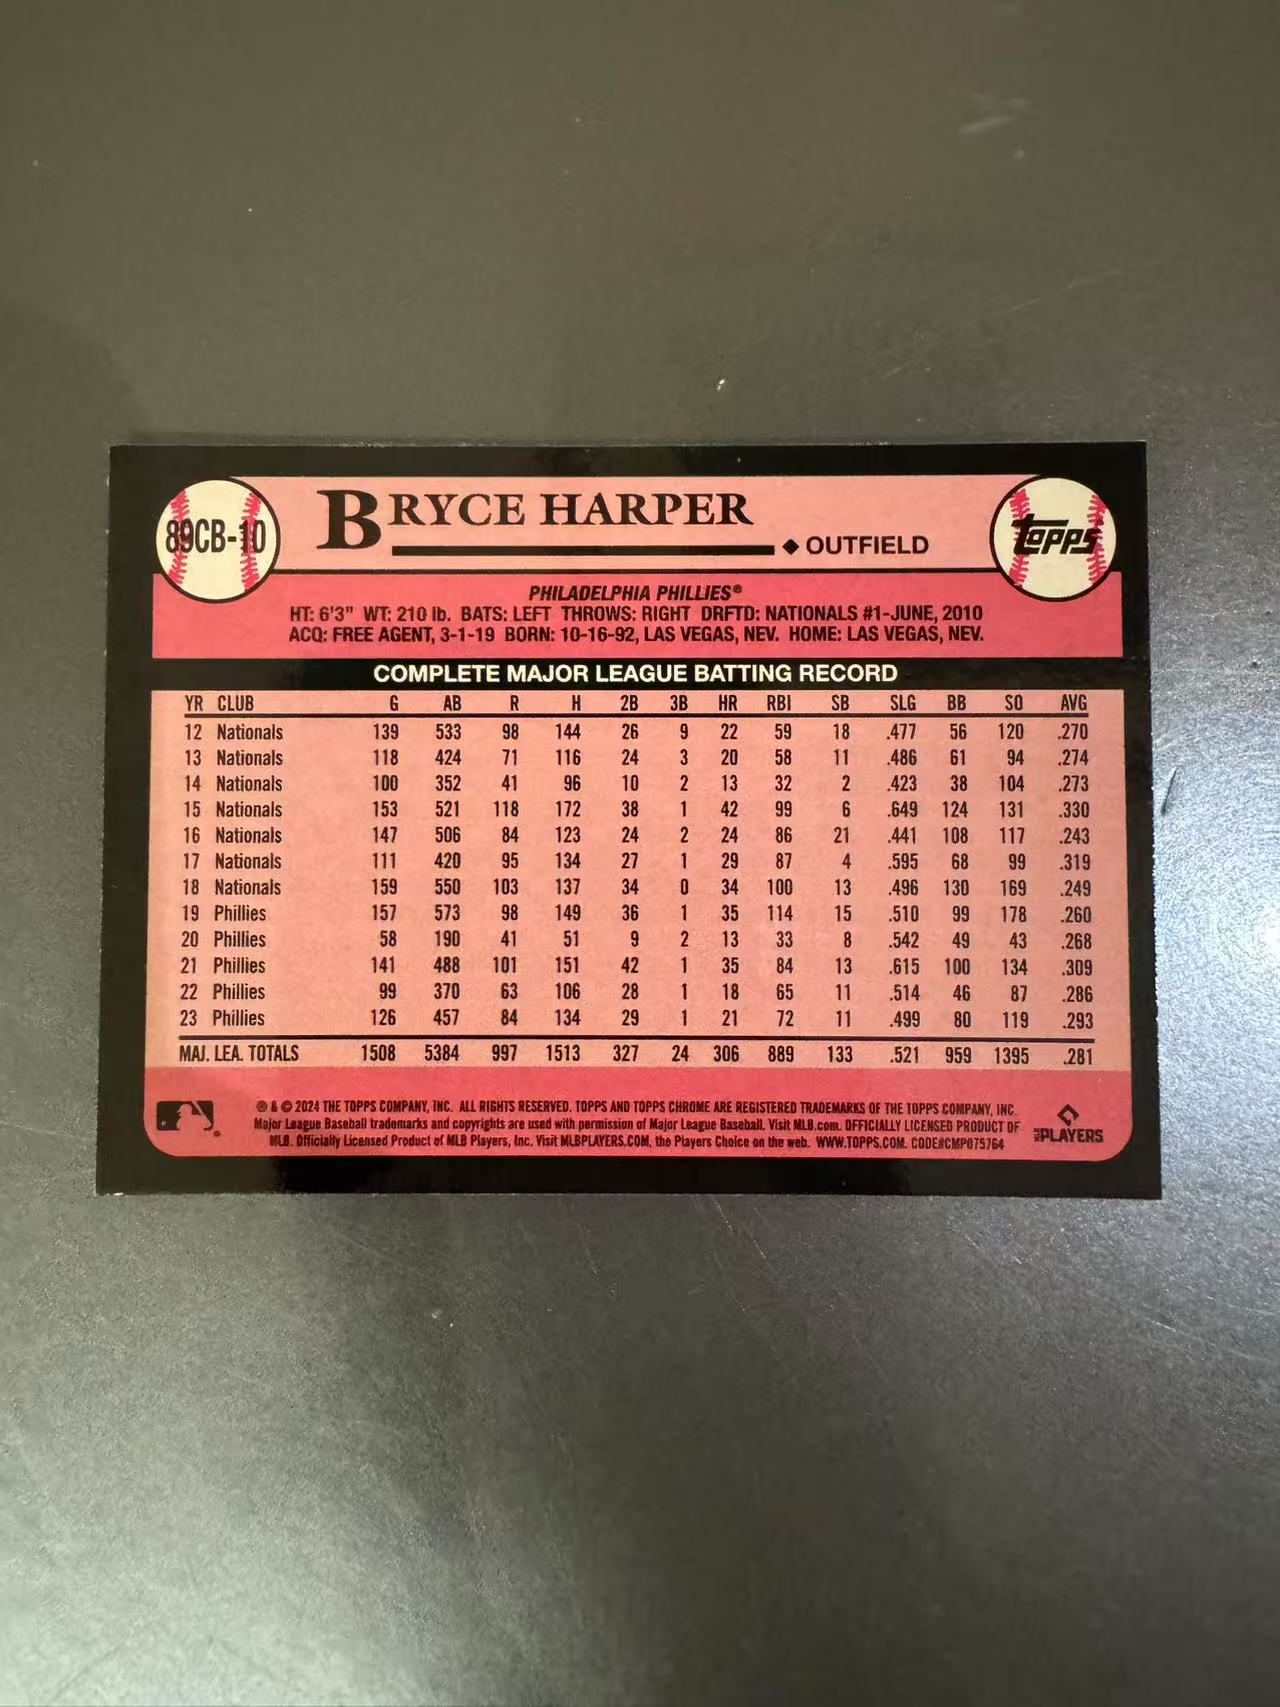 89CB-10
BRYCE HARPER
◆ OUTFIELD
Topps
PHILADELPHIA PHILLIES®
HT: 6'3" WT: 210 lb. BATS: LEFT THROWS: RIGHT DRFTD: NATIONALS #1-JUNE, 2010
ACQ: FREE AGENT, 3-1-19 BORN: 10-16-92, LAS VEGAS, NEV. HOME: LAS VEGAS, NEV.
COMPLETE MAJOR LEAGUE BATTING RECORD
YR CLUB G AB R H 2B 3B HR RBI SB SLG BB SO AVG
12 Nationals 139 533 98 144 26 9 22 59 18 .477 56 120 .270
13 Nationals 118 424 71 116 24 3 20 58 11 .486 61 94 .274
14 Nationals 100 352 41 96 10 2 13 32 2 .423 38 104 .273
15 Nationals 153 521 118 172 38 1 42 99 6 .649 124 131 .330
16 Nationals 147 506 84 123 24 2 24 86 21 .441 108 117 .243
17 Nationals 111 420 95 134 27 1 29 87 4 .595 68 99 .319
18 Nationals 159 550 103 137 34 0 34 100 13 .496 130 169 .249
19 Phillies 157 573 98 149 36 1 35 114 15 .510 99 178 .260
20 Phillies 58 190 41 51 9 2 13 33 8 .542 49 43 .268
21 Phillies 141 488 101 151 42 1 35 84 13 .615 100 134 .309
22 Phillies 99 370 63 106 28 1 18 65 11 .514 46 87 .286
23 Phillies 126 457 84 134 29 1 21 72 11 .499 80 119 .293
MAJ. LEA. TOTALS 1508 5384 997 1513 327 24 306 889 133 .521 959 1395 .281
® & © 2024 THE TOPPS COMPANY, INC. ALL RIGHTS RESERVED. TOPPS AND TOPPS CHROME ARE REGISTERED TRADEMARKS OF THE TOPPS COMPANY, INC.
Major League Baseball trademarks and copyrights are used with permission of Major League Baseball. Visit MLB.com. OFFICIALLY LICENSED PRODUCT OF
MLB. Officially Licensed Product of MLB Players, Inc. Visit MLBPLAYERS.COM, the Players Choice on the web. WWW.TOPPS.COM. CODE#CMP075764
MLB PLAYERS